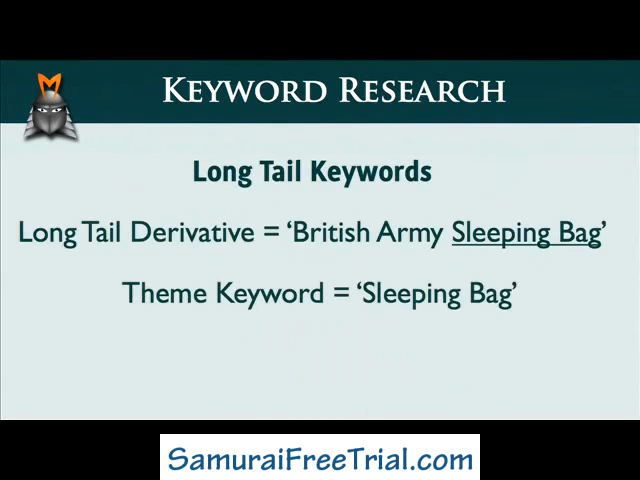 Keyword Research
Long Tail Keywords
Long Tail Derivative = ‘British Army Sleeping Bag’
Theme Keyword = ‘Sleeping Bag’
SamuraiFreeTrial.com